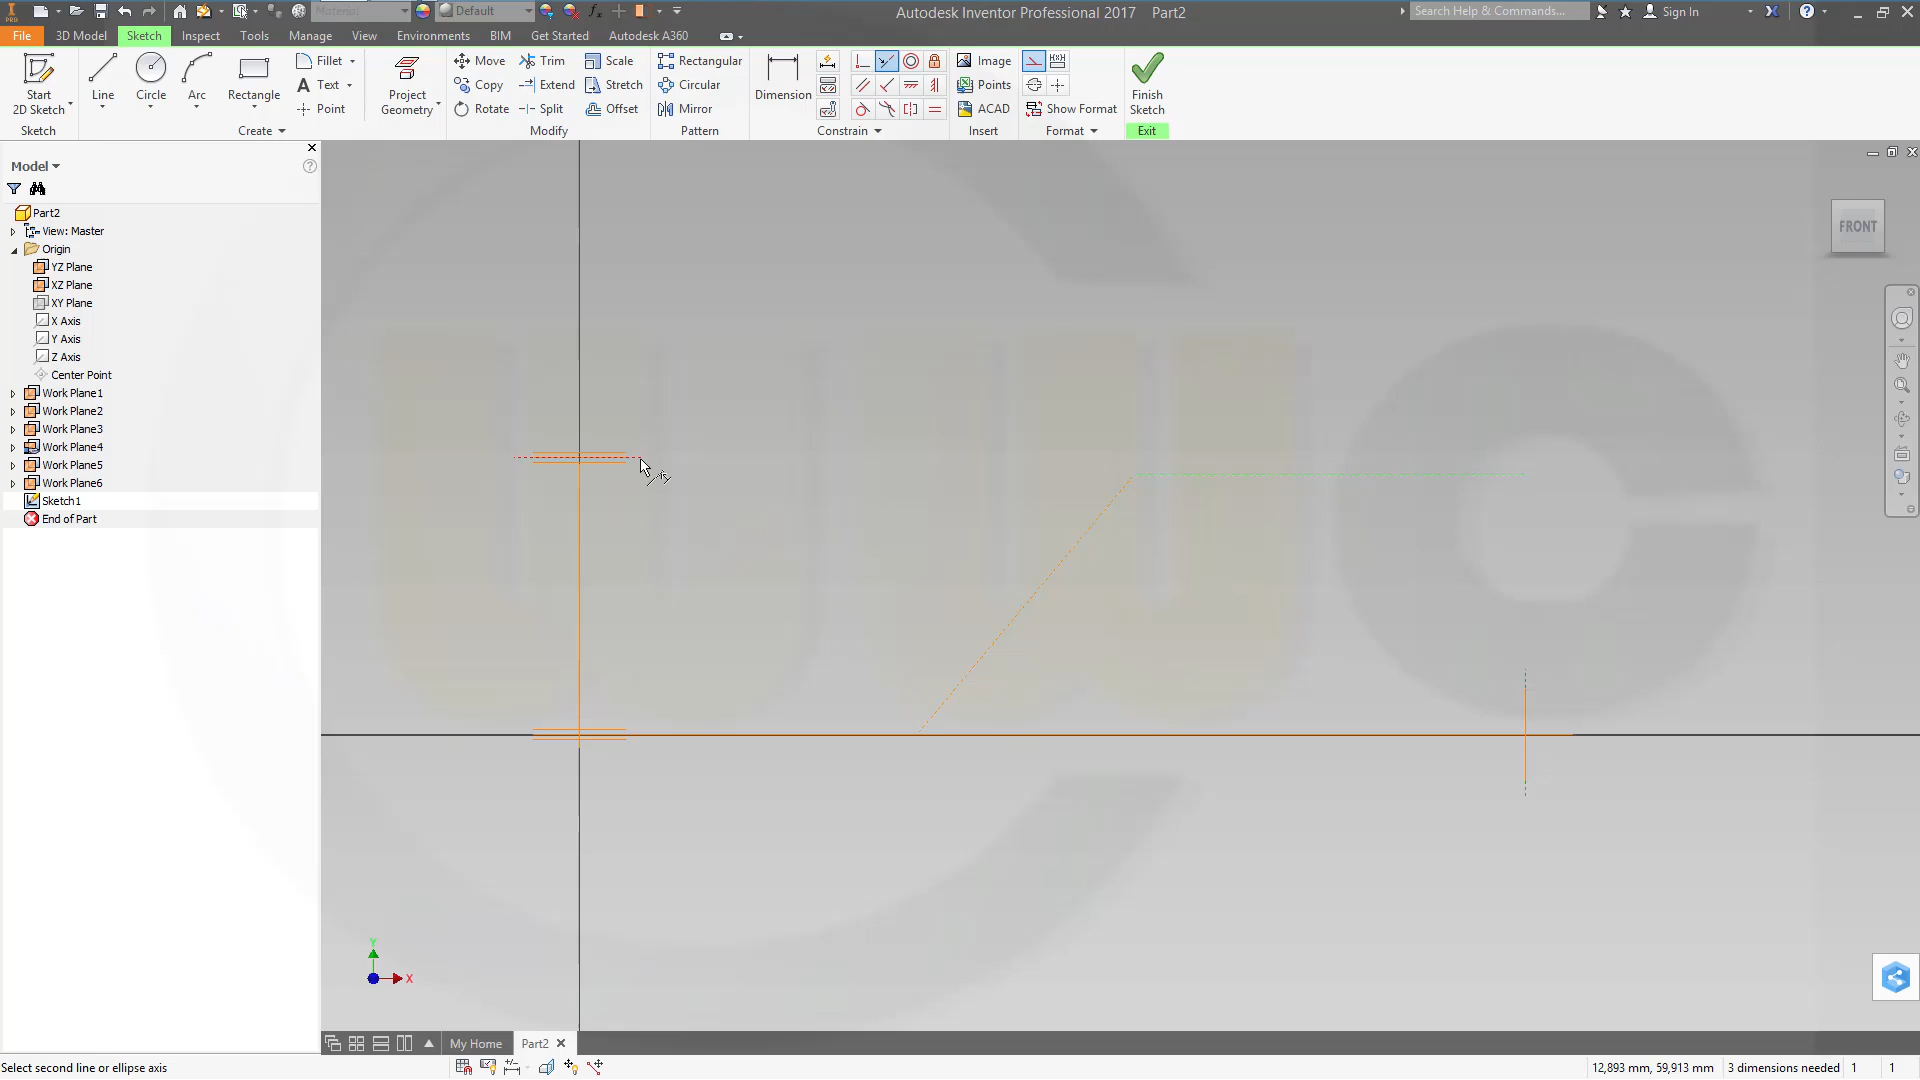 PRO
Material
Default
Autodesk Inventor Professional 2017 Part2
Search Help & Commands...
Sign In
File
3D Model
Sketch
Inspect
Tools
Manage
View
Environments
BIM
Get Started
Autodesk A360
Start
2D Sketch
Sketch
Line
Circle
Arc
Rectangle
Fillet
Text
Point
Project
Geometry
Create
Move
Copy
Rotate
Trim
Extend
Split
Scale
Stretch
Offset
Modify
Rectangular
Circular
Mirror
Pattern
Dimension
Constrain
Image
Points
ACAD
Insert
Show Format
Format
Finish
Sketch
Exit
Model
Part2
View: Master
Origin
YZ Plane
XZ Plane
XY Plane
X Axis
Y Axis
Z Axis
Center Point
Work Plane1
Work Plane2
Work Plane3
Work Plane4
Work Plane5
Work Plane6
Sketch1
End of Part
FRONT
Y
X
My Home
Part2
Select second line or ellipse axis
12,893 mm, 59,913 mm
3 dimensions needed
1
1